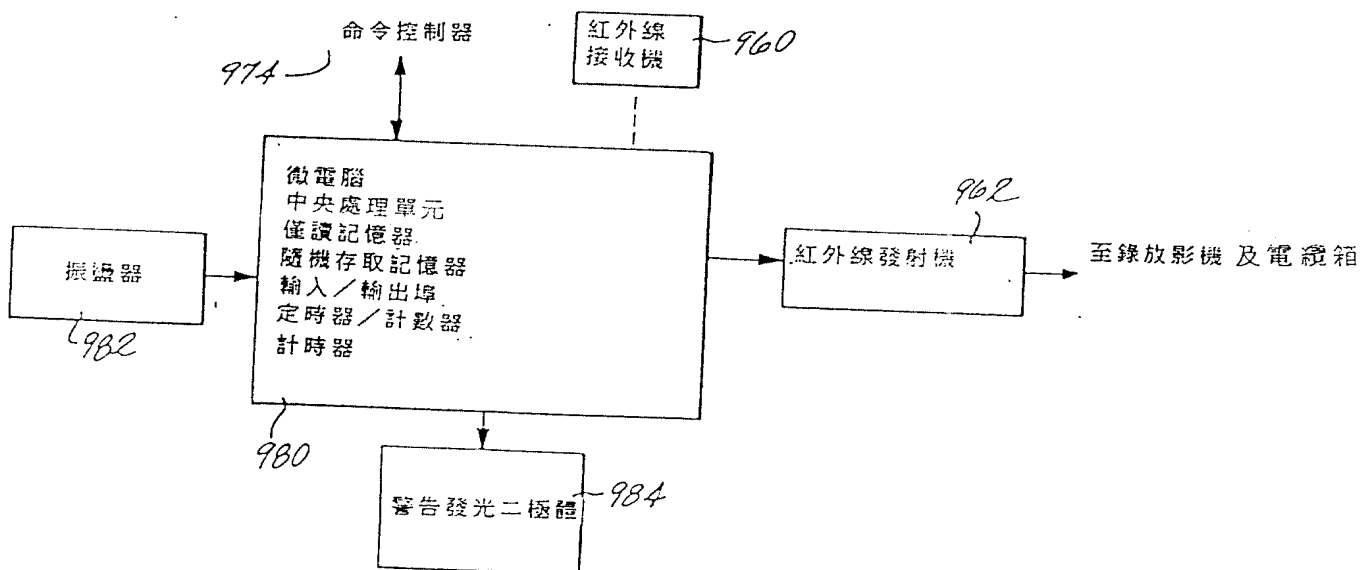 命令控制器
974
紅外線
接收機
960
微電腦
中央處理單元
僅讀記憶器
隨機存取記憶器
輸入／輸出埠
定時器／計數器
計時器
振盪器
982
980
962
紅外線發射機
至錄放影機及電纜箱
警告發光二極體
984